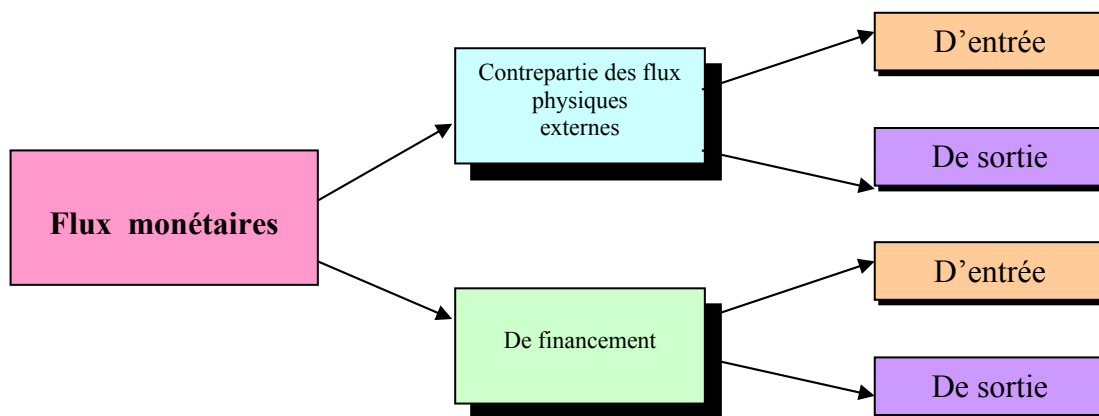 Flux monétaires
Contrepartie des flux
physiques
externes
D’entrée
De sortie
De financement
D’entrée
De sortie